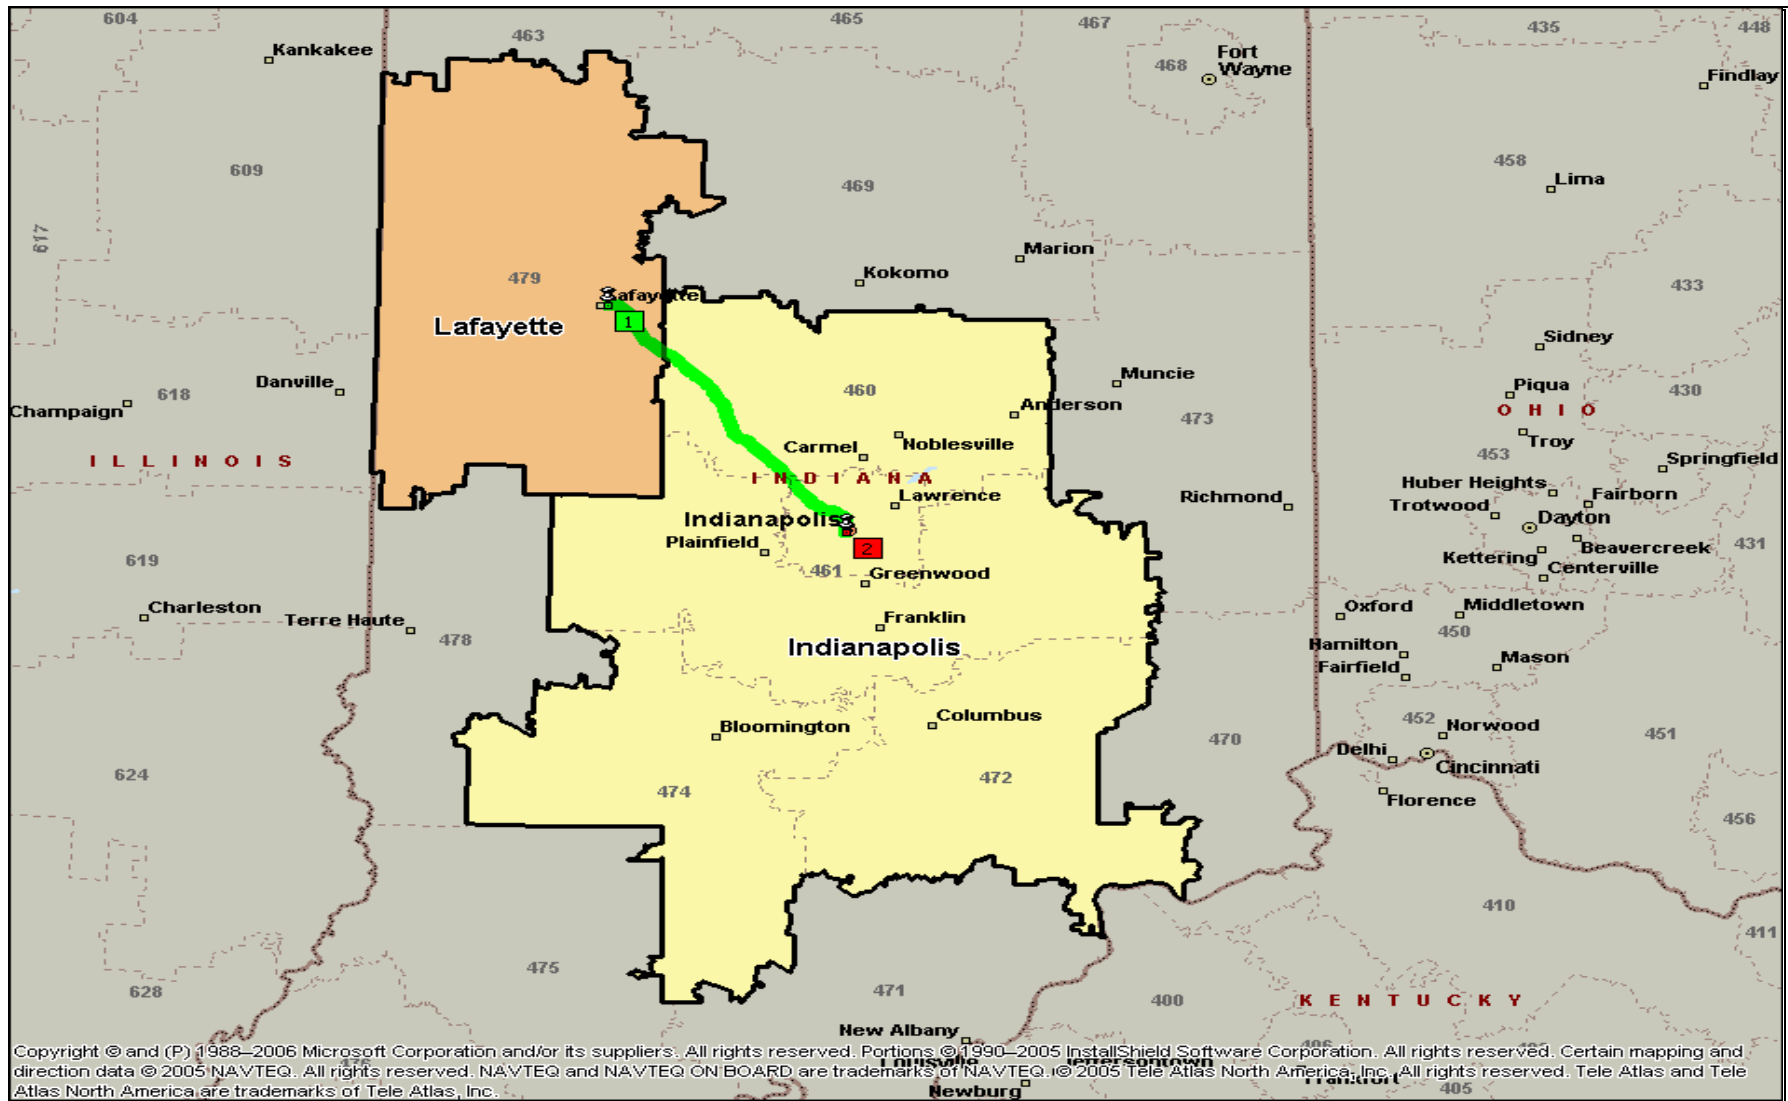 604
465
467
435
448
463
Kankakee
Fort
Wayne
468
Findlay
609
458
Lima
469
617
Marion
479
Kokomo
433
Lafayette
1
Lafayette
Sidney
Danville
618
Champaign
460
Muncie
Piqua
430
Anderson
473
OHIO
Troy
Carmel
Noblesville
453
ILLINOIS
INDIANA
Springfield
Lawrence
Richmond
Huber Heights
Fairborn
Trotwood
Indianapolis
Dayton
Plainfield
2
Beavercreek
431
619
461
Greenwood
Kettering
Centerville
Charleston
Terre Haute
Franklin
Oxford
Middletown
478
450
Indianapolis
Hamilton
Fairfield
Mason
Bloomington
Columbus
452
Norwood
451
470
Delhi
Cincinnati
624
474
472
Florence
456
410
411
475
628
471
400
KENTUCKY
New Albany
Copyright © and (P) 1988–2006 Microsoft Corporation and/or its suppliers. All rights reserved. Portions © 1990–2005 InstallShield Software Corporation. All rights reserved. Certain mapping and
direction data © 2005 NAVTEQ. All rights reserved. NAVTEQ and NAVTEQ ON BOARD are trademarks of NAVTEQ. © 2005 Tele Atlas North America, Inc. All rights reserved. Tele Atlas and Tele
Atlas North America are trademarks of Tele Atlas, Inc.
Newburg
405